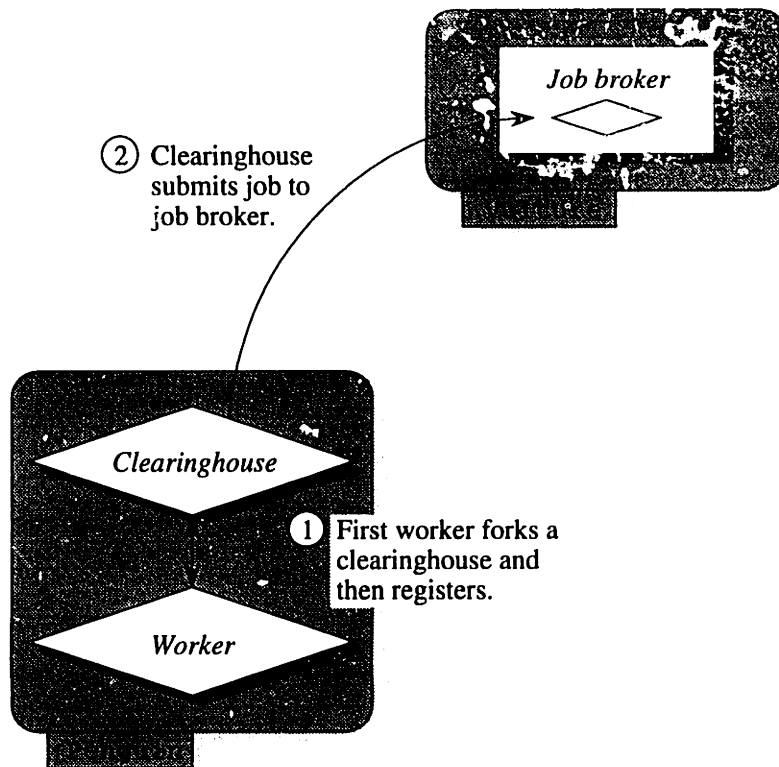 Job broker
2 Clearinghouse
submits job to
job broker.
Clearinghouse
1 First worker forks a
clearinghouse and
then registers.
Worker